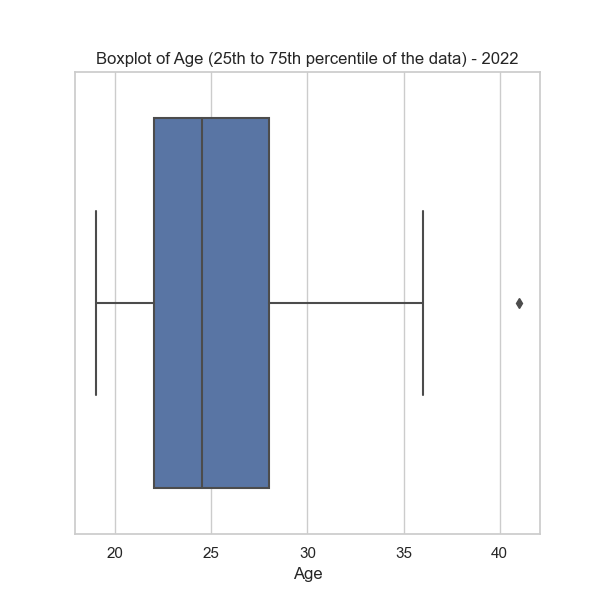 Boxplot of Age (25th to 75th percentile of the data) - 2022
20 25 30 35 40
Age